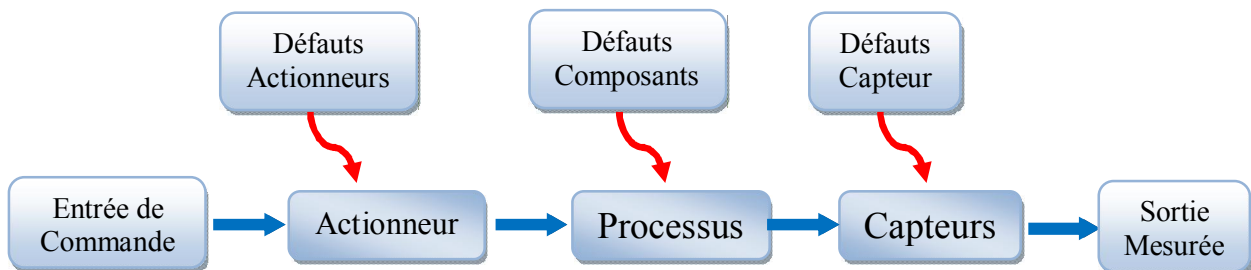 Défauts
Actionneurs
Défauts
Composants
Défauts
Capteur
Entrée de
Commande
Actionneur
Processus
Capteurs
Sortie
Mesurée